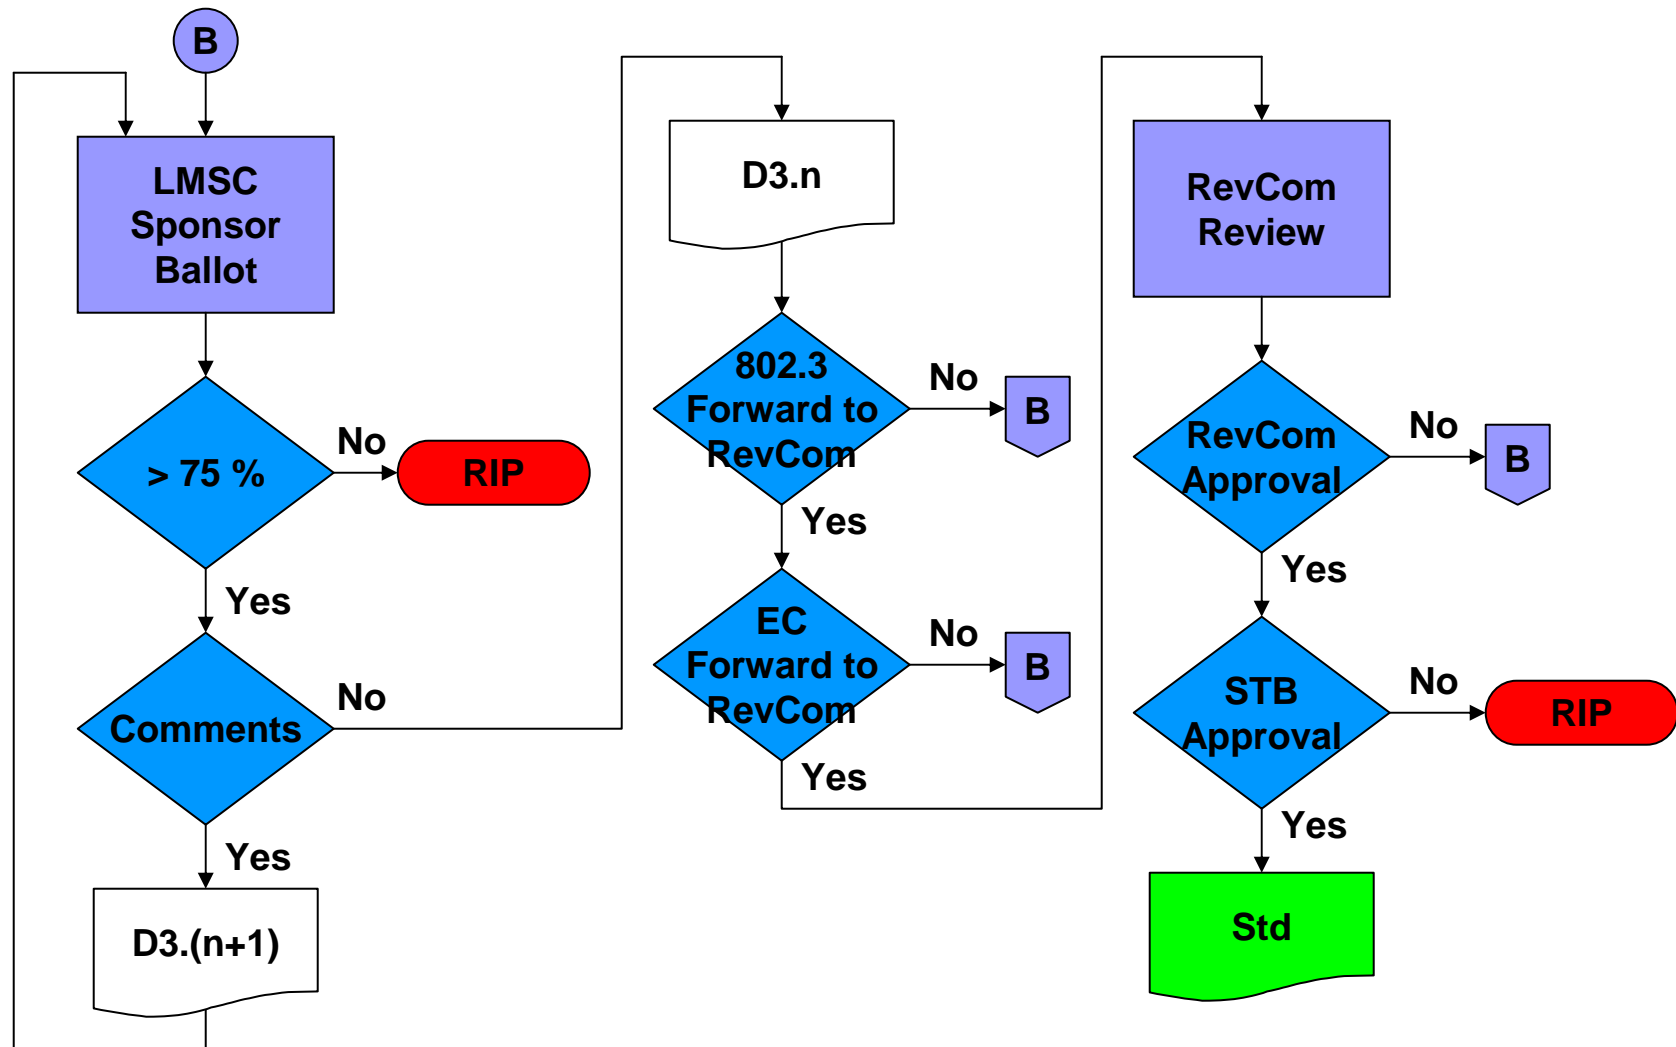 B
LMSC
Sponsor
Ballot
> 75 %
No
RIP
Yes
Comments
No
Yes
D3.(n+1)
D3.n
802.3
Forward to
RevCom
No
B
Yes
EC
Forward to
RevCom
No
B
Yes
RevCom
Review
RevCom
Approval
No
B
Yes
STB
Approval
No
RIP
Yes
Std